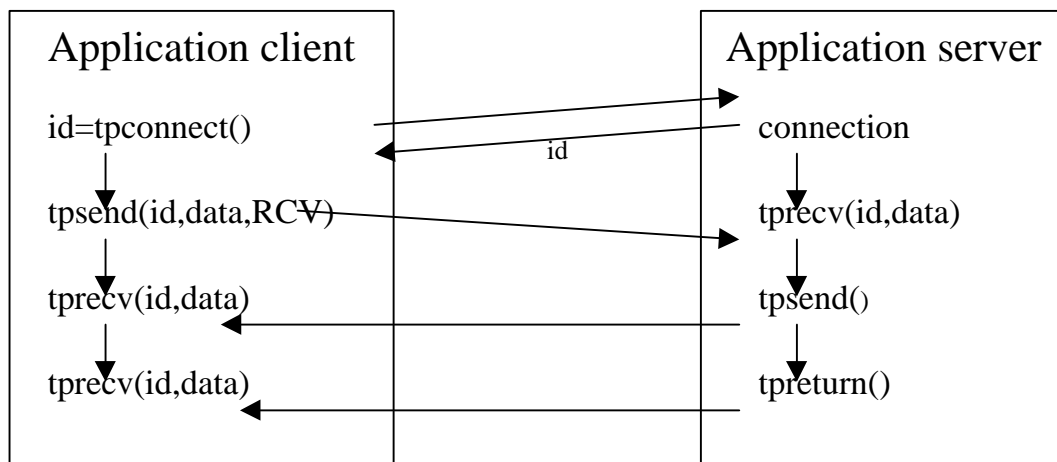 Application client
id=tpconnect()
tpsend(id,data,RCV)
tprecv(id,data)
tprecv(id,data)
id
Application server
connection
tprecv(id,data)
tpsend()
tpreturn()